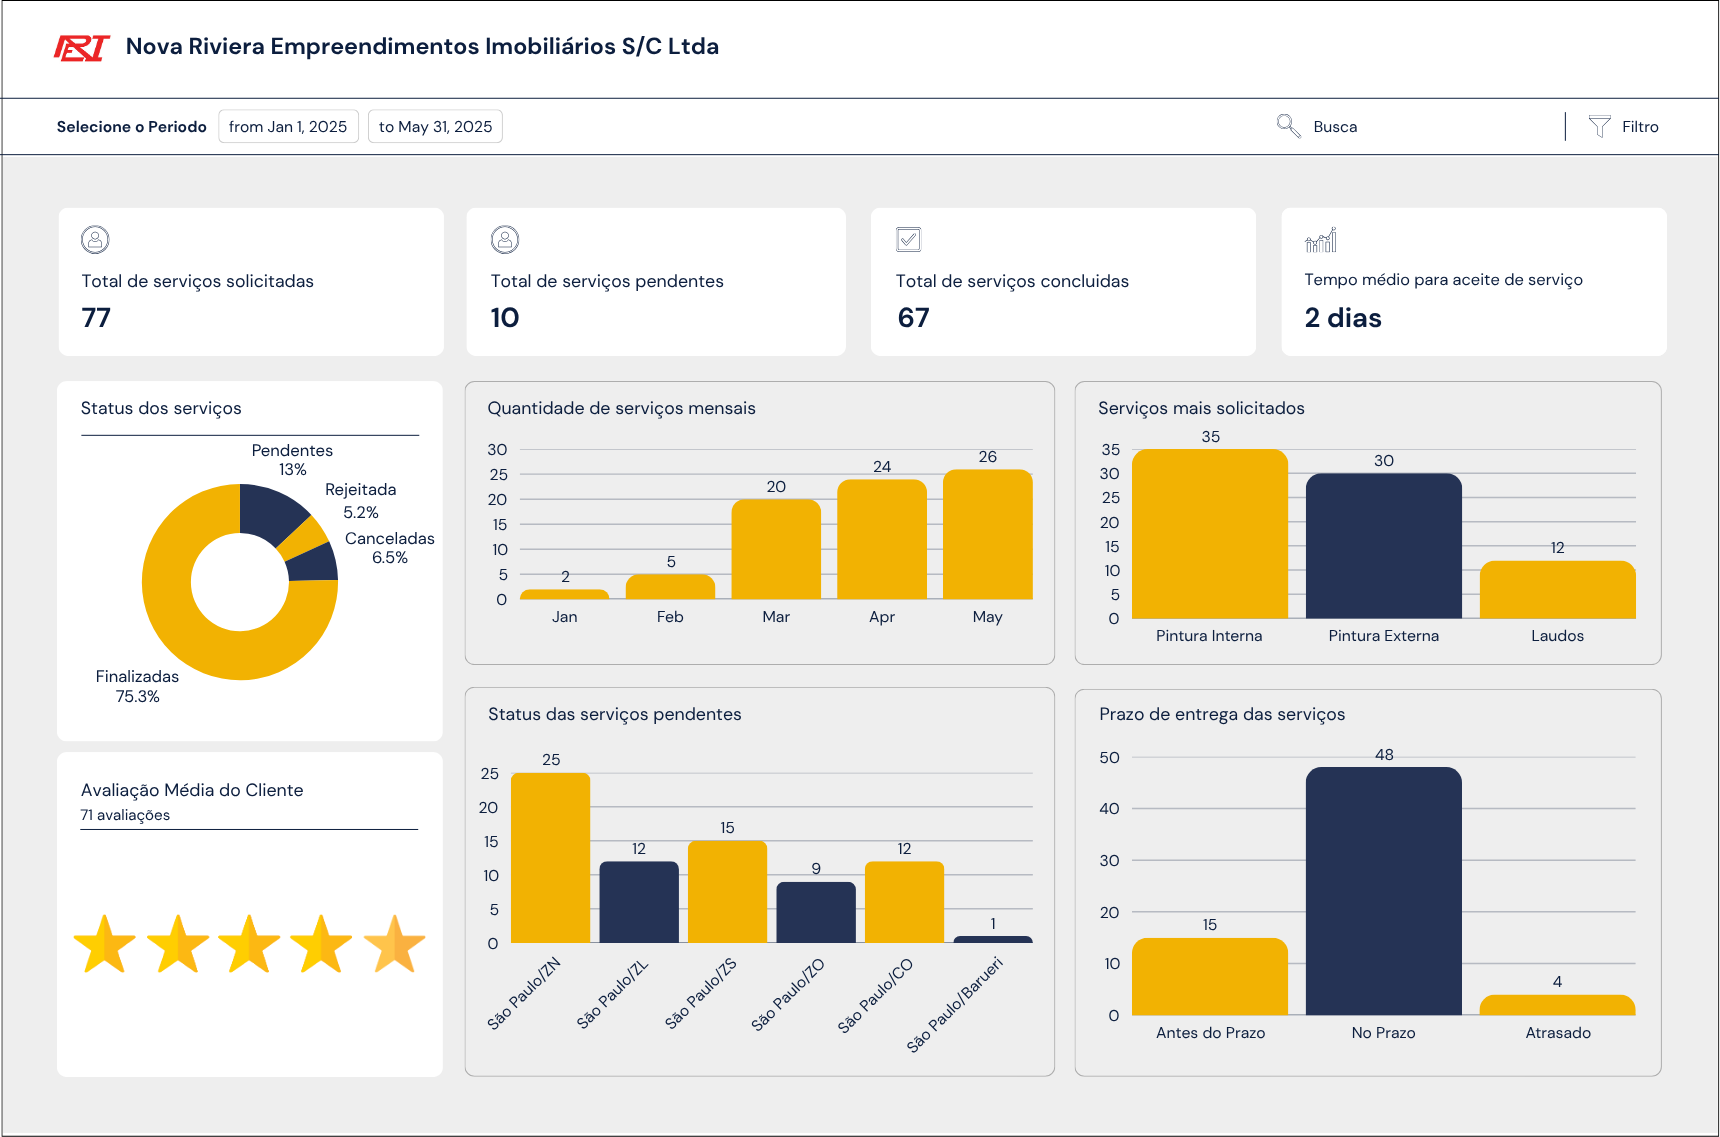 PERT Nova Riviera Empreendimentos Imobiliários S/C Ltda
Selecione o Periodo from Jan 1, 2025 to May 31, 2025 Busca Filtro
Total de serviços solicitadas
77
Total de serviços pendentes
10
Total de serviços concluidas
67
Tempo médio para aceite de serviço
2 dias
Status dos serviços
Pendentes
13%
Rejeitada
5.2%
Canceladas
6.5%
Finalizadas
75.3%
Quantidade de serviços mensais
30
25
20
15
10
5
0
2
5
20
24
26
Jan Feb Mar Apr May
Serviços mais solicitados
35
30
25
20
15
10
5
0
35
30
12
Pintura Interna Pintura Externa Laudos
Avaliação Média do Cliente
71 avaliações
Status das serviços pendentes
25
20
15
10
5
0
25
12
15
9
12
1
São Paulo/ZN
São Paulo/ZL
São Paulo/ZS
São Paulo/ZO
São Paulo/CO
São Paulo/Barueri
Prazo de entrega das serviços
50
40
30
20
10
0
15
48
4
Antes do Prazo No Prazo Atrasado